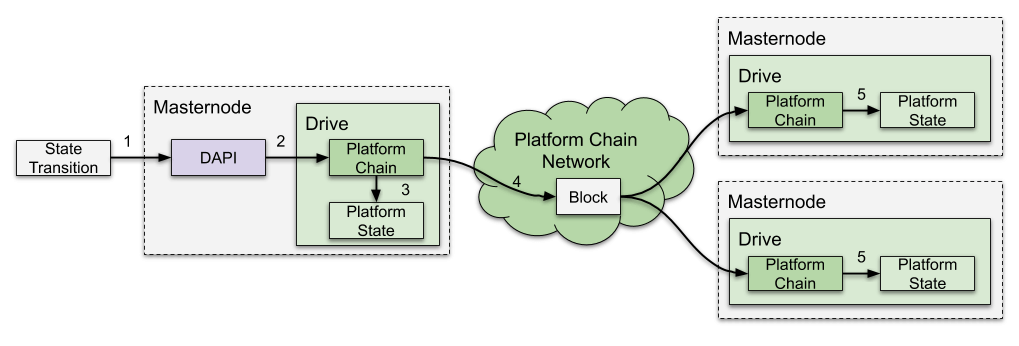 State
Transition
1
Masternode
DAPI
2
Drive
Platform
Chain
3
Platform
State
Platform Chain
Network
4
Block
Masternode
Drive
Platform
Chain
5
Platform
State
Masternode
Drive
Platform
Chain
5
Platform
State